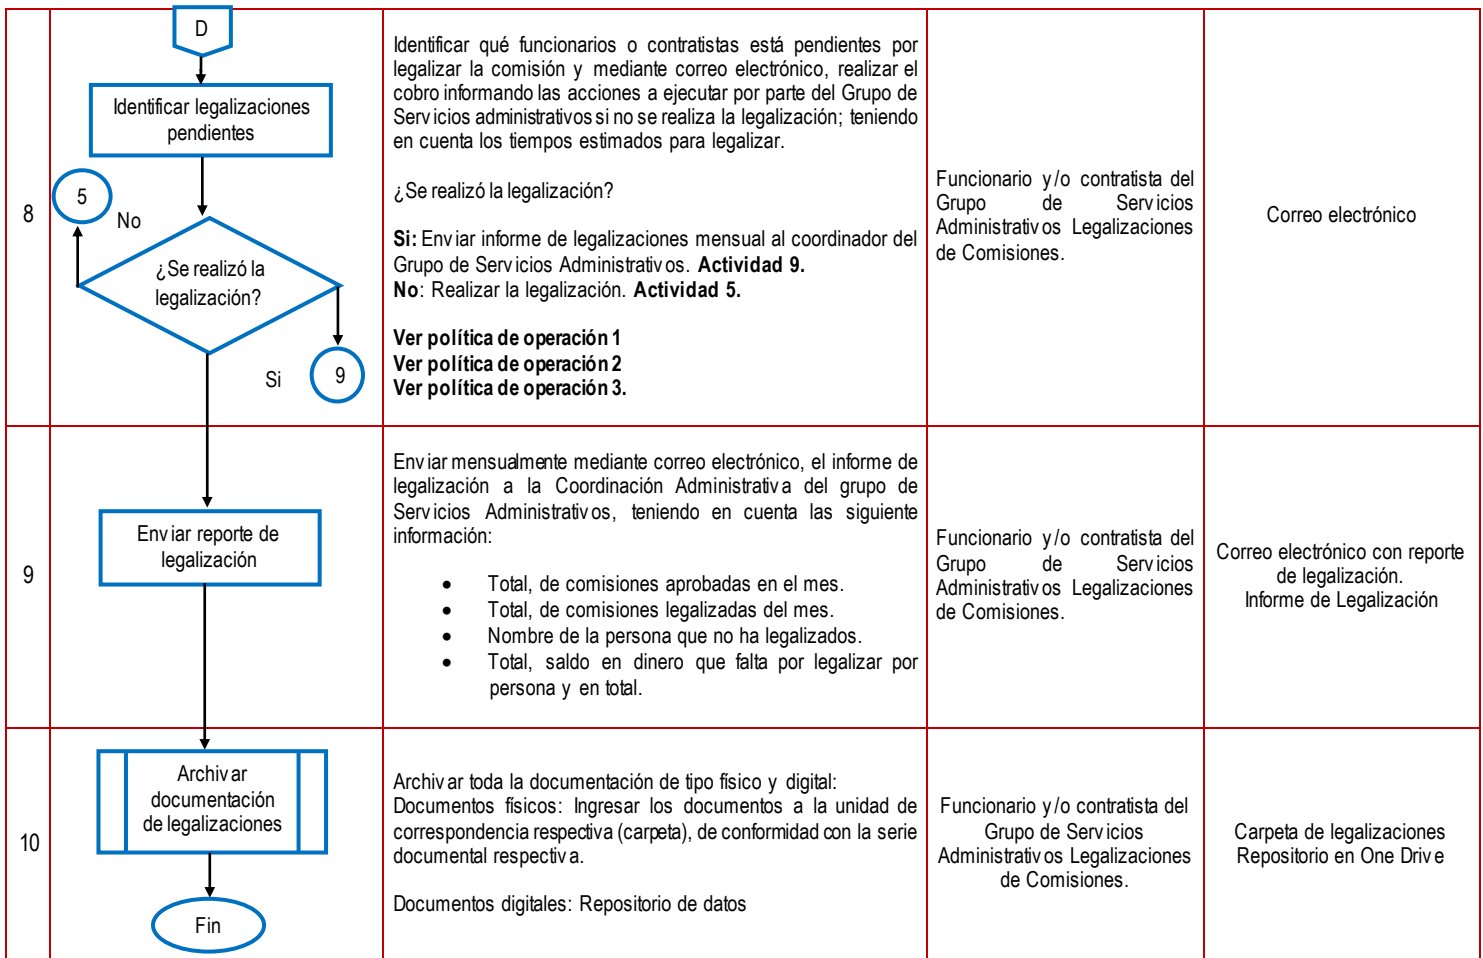 8
D
Identificar legalizaciones
pendientes
5
No
¿Se realizó la
legalización?
Si
9
Identificar qué funcionarios o contratistas está pendientes por
legalizar la comisión y mediante correo electrónico, realizar el
cobro informando las acciones a ejecutar por parte del Grupo de
Servicios administrativos si no se realiza la legalización; teniendo
en cuenta los tiempos estimados para legalizar.
¿Se realizó la legalización?
Si: Enviar informe de legalizaciones mensual al coordinador del
Grupo de Servicios Administrativos. Actividad 9.
No: Realizar la legalización. Actividad 5.
Ver política de operación 1
Ver política de operación 2
Ver política de operación 3.
Funcionario y/o contratista del
Grupo de Servicios
Administrativos Legalizaciones
de Comisiones.
Correo electrónico
9
Enviar reporte de
legalización
Enviar mensualmente mediante correo electrónico, el informe de
legalización a la Coordinación Administrativa del grupo de
Servicios Administrativos, teniendo en cuenta las siguiente
información:
• Total, de comisiones aprobadas en el mes.
• Total, de comisiones legalizadas del mes.
• Nombre de la persona que no ha legalizados.
• Total, saldo en dinero que falta por legalizar por
persona y en total.
Funcionario y/o contratista del
Grupo de Servicios
Administrativos Legalizaciones
de Comisiones.
Correo electrónico con reporte
de legalización.
Informe de Legalización
10
Archivar
documentación
de legalizaciones
Fin
Archivar toda la documentación de tipo físico y digital:
Documentos físicos: Ingresar los documentos a la unidad de
correspondencia respectiva (carpeta), de conformidad con la serie
documental respectiva.
Documentos digitales: Repositorio de datos
Funcionario y/o contratista del
Grupo de Servicios
Administrativos Legalizaciones
de Comisiones.
Carpeta de legalizaciones
Repositorio en One Drive